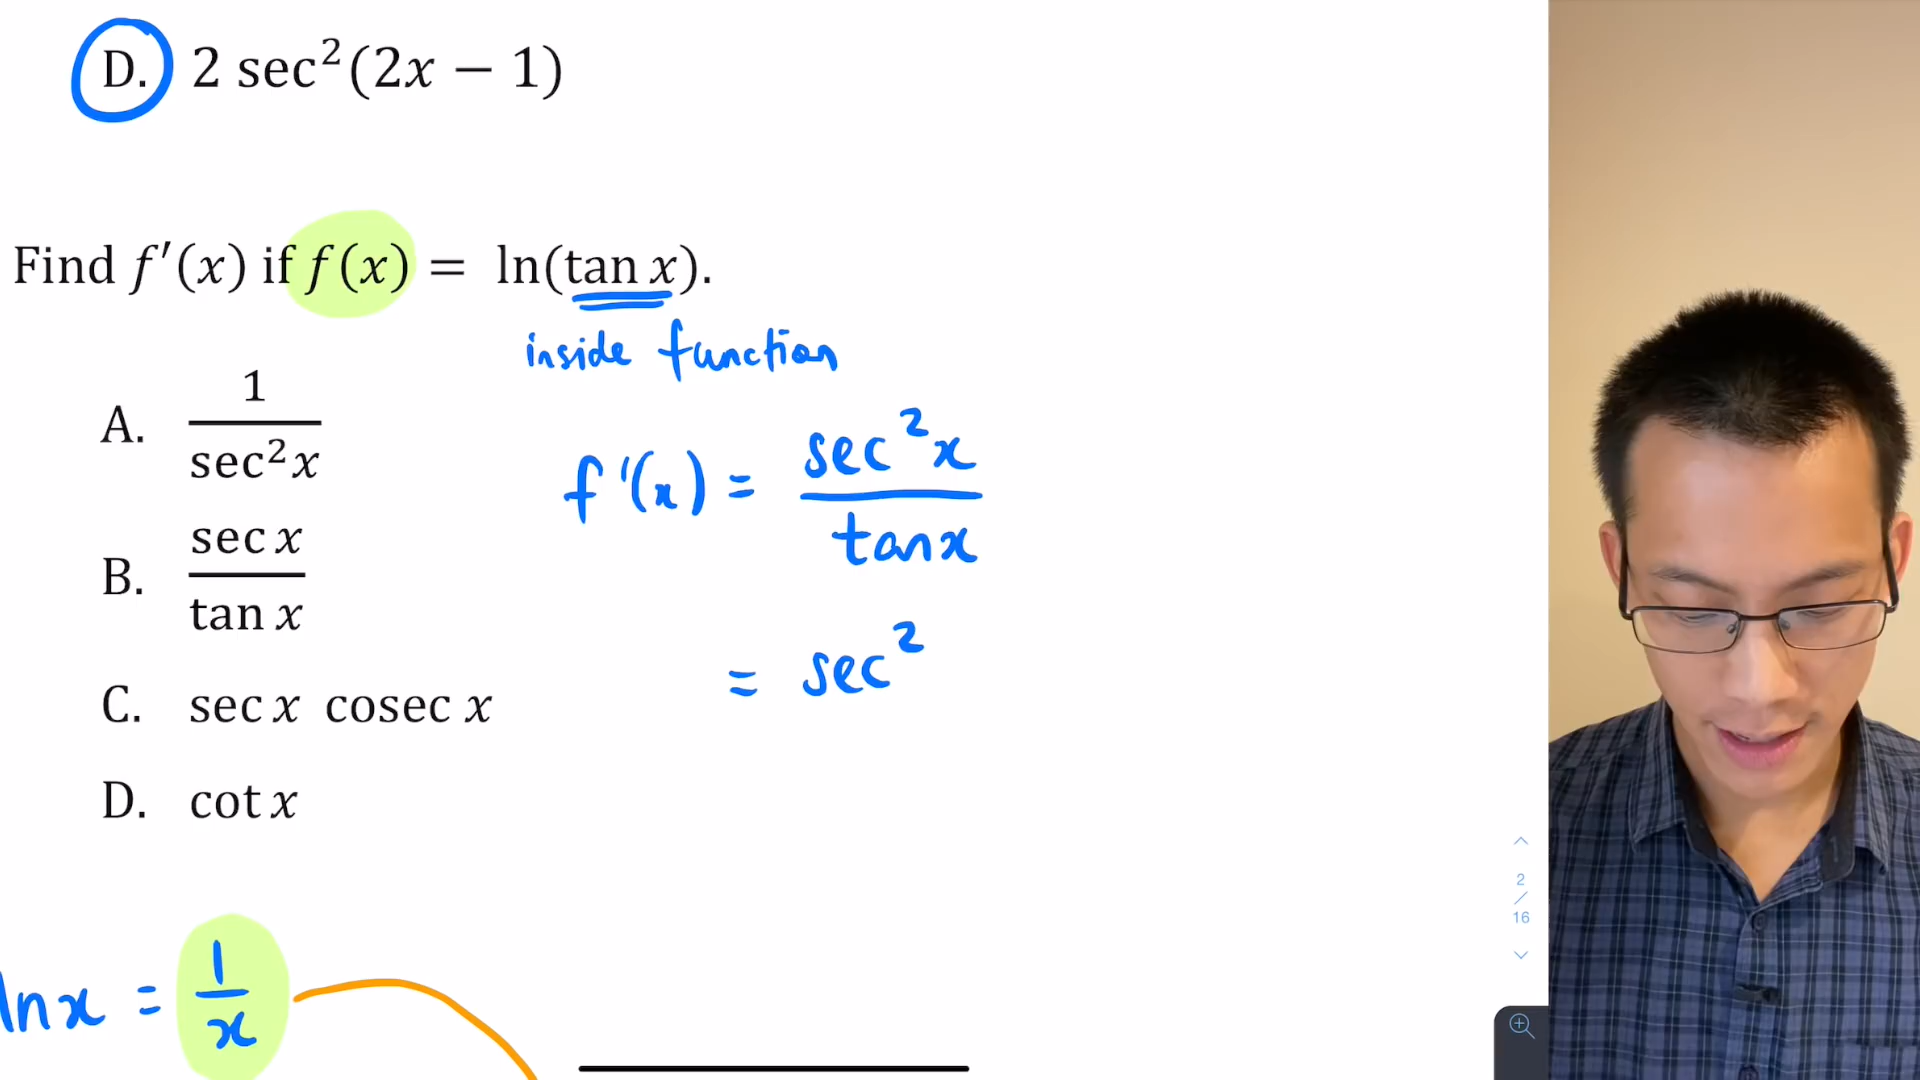 D. 2 sec²(2x − 1)
Find f′(x) if f(x) = ln(tan x).
inside function
A. 1/sec²x
f'(x) = sec²x/tanx
B. sec x/tan x
= sec²
C. sec x cosec x
D. cot x
ln x = 1/x
2
/
16